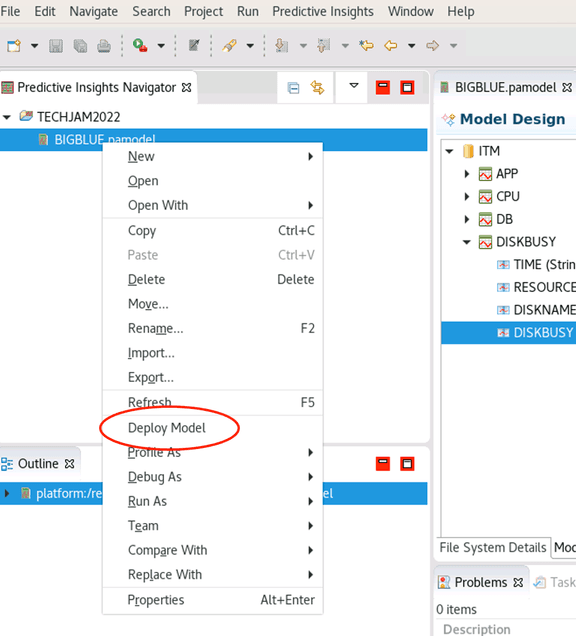 File Edit Navigate Search Project Run Predictive Insights Window Help
Predictive Insights Navigator
TECHJAM2022
BIGBLUE.pamodel
New
Open
Open With
Copy Ctrl+C
Paste Ctrl+V
Delete Delete
Move...
Rename... F2
Import...
Export...
Refresh F5
Deploy Model
Profile As
Debug As
Run As
Team
Compare With
Replace With
Properties Alt+Enter
Outline
platform:/re el
BIGBLUE.pamodel
Model Design
ITM
APP
CPU
DB
DISKBUSY
TIME (Strin
RESOURC
DISKNAME
DISKBUSY
File System Details Mod
Problems Task
0 items
Description